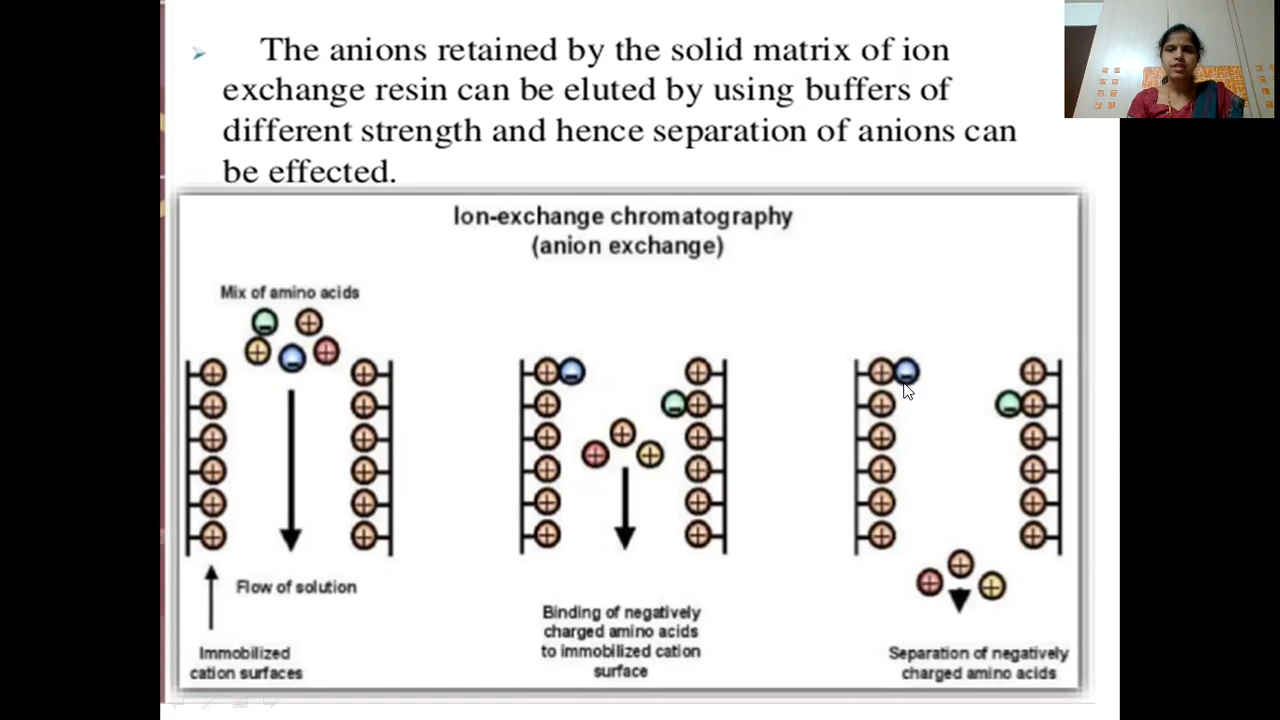 The anions retained by the solid matrix of ion
exchange resin can be eluted by using buffers of
different strength and hence separation of anions can
be effected.
Ion-exchange chromatography
(anion exchange)
Mix of amino acids
Flow of solution
Immobilized
cation surfaces
Binding of negatively
charged amino acids
to immobilized cation
surface
Separation of negatively
charged amino acids